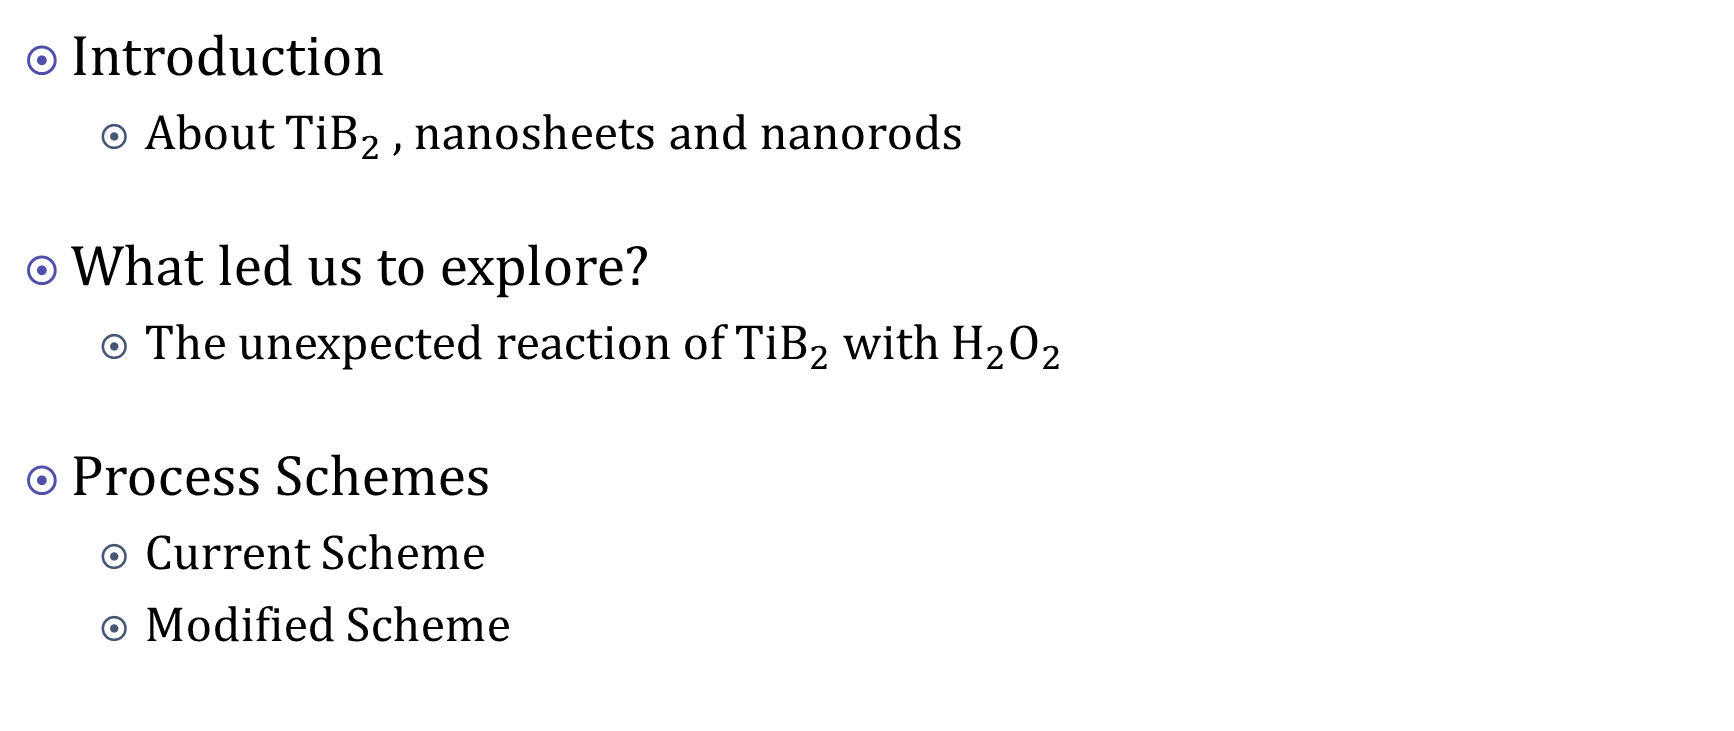 Introduction
About TiB₂ , nanosheets and nanorods
What led us to explore?
The unexpected reaction of TiB₂ with H₂O₂
Process Schemes
Current Scheme
Modified Scheme